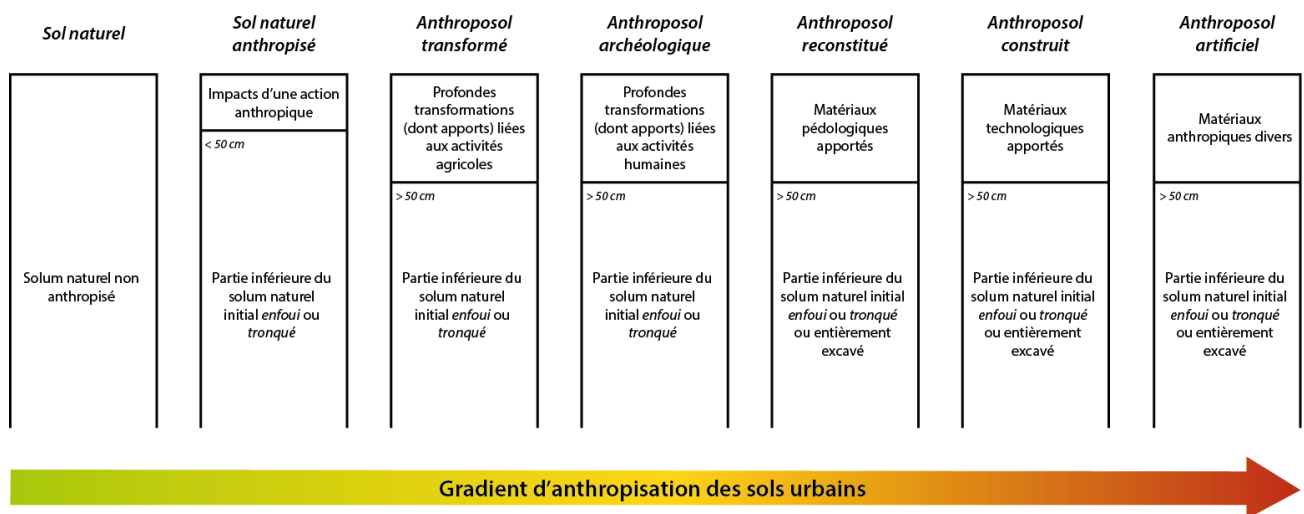 Sol naturel
Sol naturel
anthropisé
Anthroposol
transformé
Anthroposol
archéologique
Anthroposol
reconstitué
Anthroposol
construit
Anthroposol
artificiel
Solum naturel non
anthropisé
Impacts d’une action
anthropique
< 50 cm
Partie inférieure du
solum naturel
initial enfoui ou
tronqué
Profondes
transformations
(dont apports) liées
aux activités
agricoles
> 50 cm
Partie inférieure du
solum naturel
initial enfoui ou
tronqué
Profondes
transformations
(dont apports) liées
aux activités
humaines
> 50 cm
Partie inférieure du
solum naturel
initial enfoui ou
tronqué
Matériaux
pédologiques
apportés
> 50 cm
Partie inférieure du
solum naturel initial
enfoui ou tronqué
ou entièrement
excavé
Matériaux
technologiques
apportés
> 50 cm
Partie inférieure du
solum naturel initial
enfoui ou tronqué
ou entièrement
excavé
Matériaux
anthropiques divers
> 50 cm
Partie inférieure du
solum naturel initial
enfoui ou tronqué
ou entièrement
excavé
Gradient d’anthropisation des sols urbains